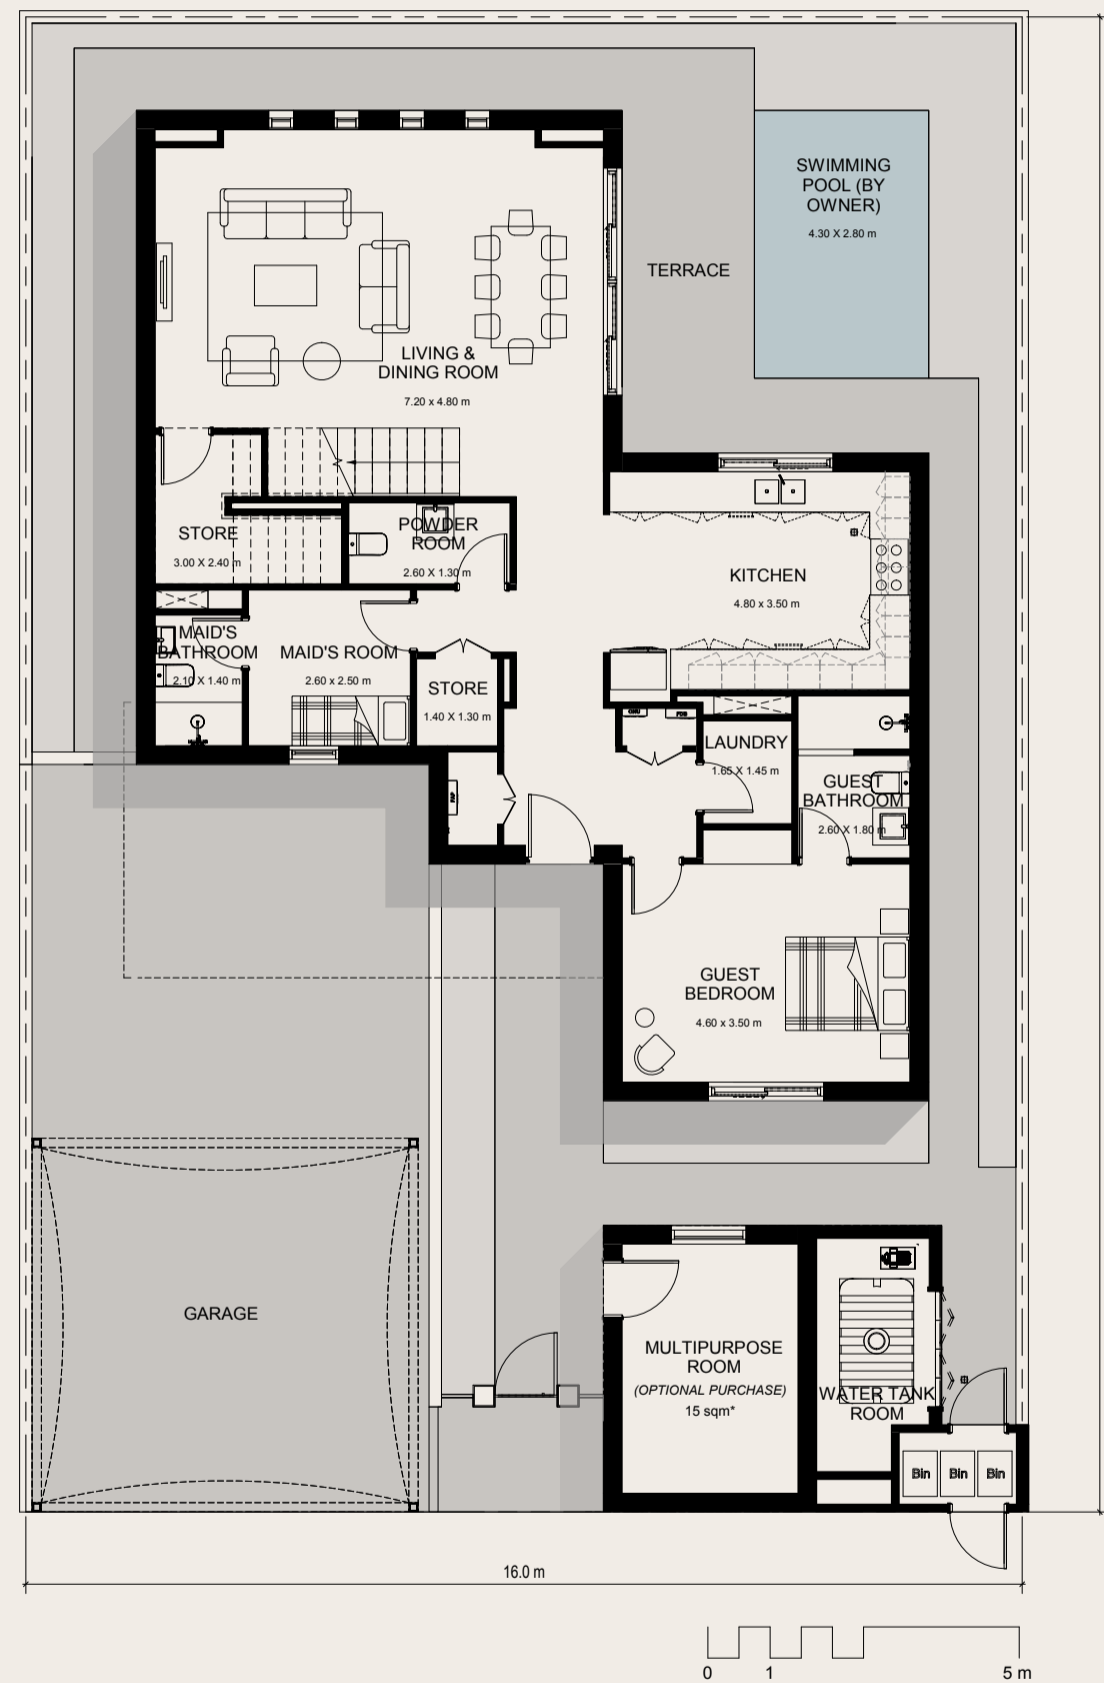 SWIMMING
POOL (BY
OWNER)
4.30 X 2.80 m
TERRACE
LIVING &
DINING ROOM
7.20 x 4.80 m
STORE
3.00 X 2.40 m
POWDER
ROOM
2.60 X 1.30 m
KITCHEN
4.80 x 3.50 m
MAID'S
BATHROOM
2.10 X 1.40 m
MAID'S ROOM
2.60 x 2.50 m
STORE
1.40 X 1.30 m
FDB
LAUNDRY
1.65 X 1.45 m
GUEST
BATHROOM
2.60 X 1.80 m
GUEST
BEDROOM
4.60 x 3.50 m
GARAGE
MULTIPURPOSE
ROOM
(OPTIONAL PURCHASE)
15 sqm*
WATER TANK
ROOM
Bin Bin Bin
16.0 m
0 1 5 m